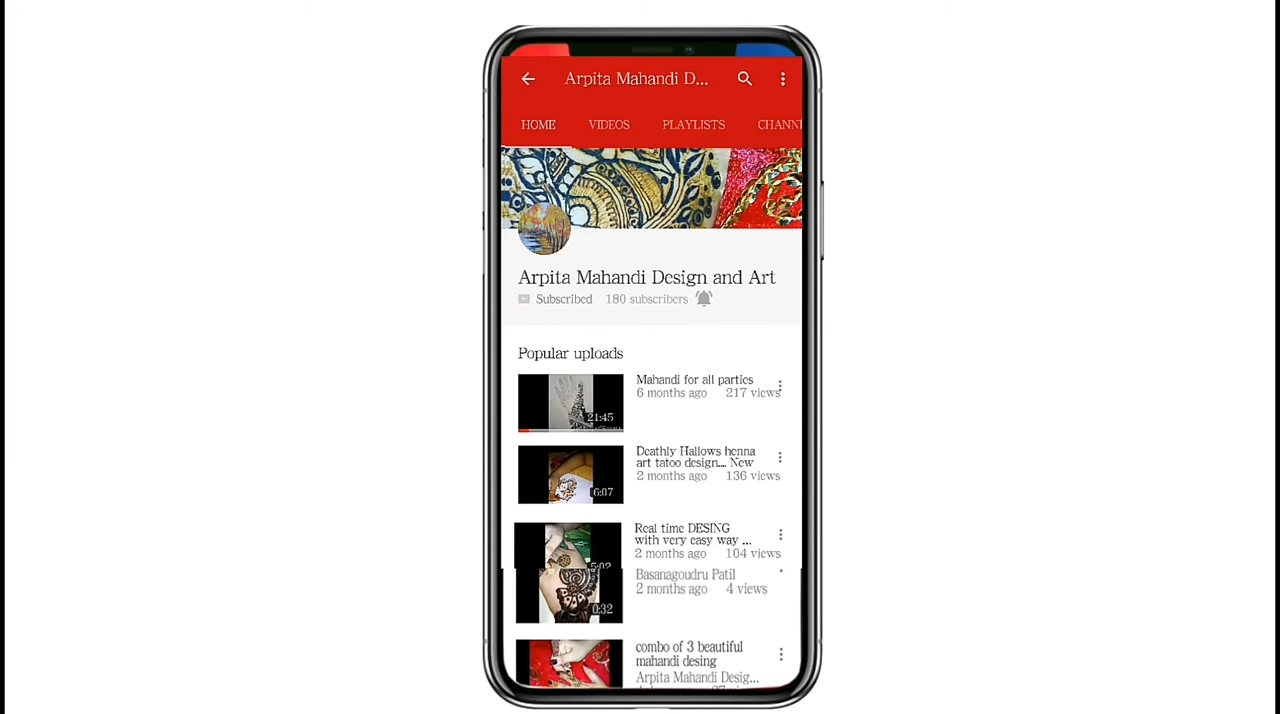 Arpita Mahandi D...
HOME VIDEOS PLAYLISTS CHANN
Arpita Mahandi Design and Art
Subscribed 180 subscribers
Popular uploads
Mahandi for all parties
6 months ago 217 views
21:45
Deathly Hallows henna
art tatoo design.... New
2 months ago 136 views
6:07
Real time DESING
with very easy way ...
2 months ago 104 views
5:02
Basanagoudru Patil
2 months ago 4 views
0:32
combo of 3 beautiful
mahandi desing
Arpita Mahandi Desig...